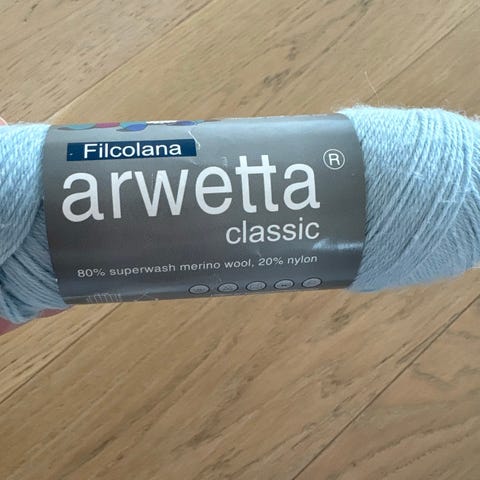 Filcolana
arwetta ®
classic
80% superwash merino wool, 20% nylon